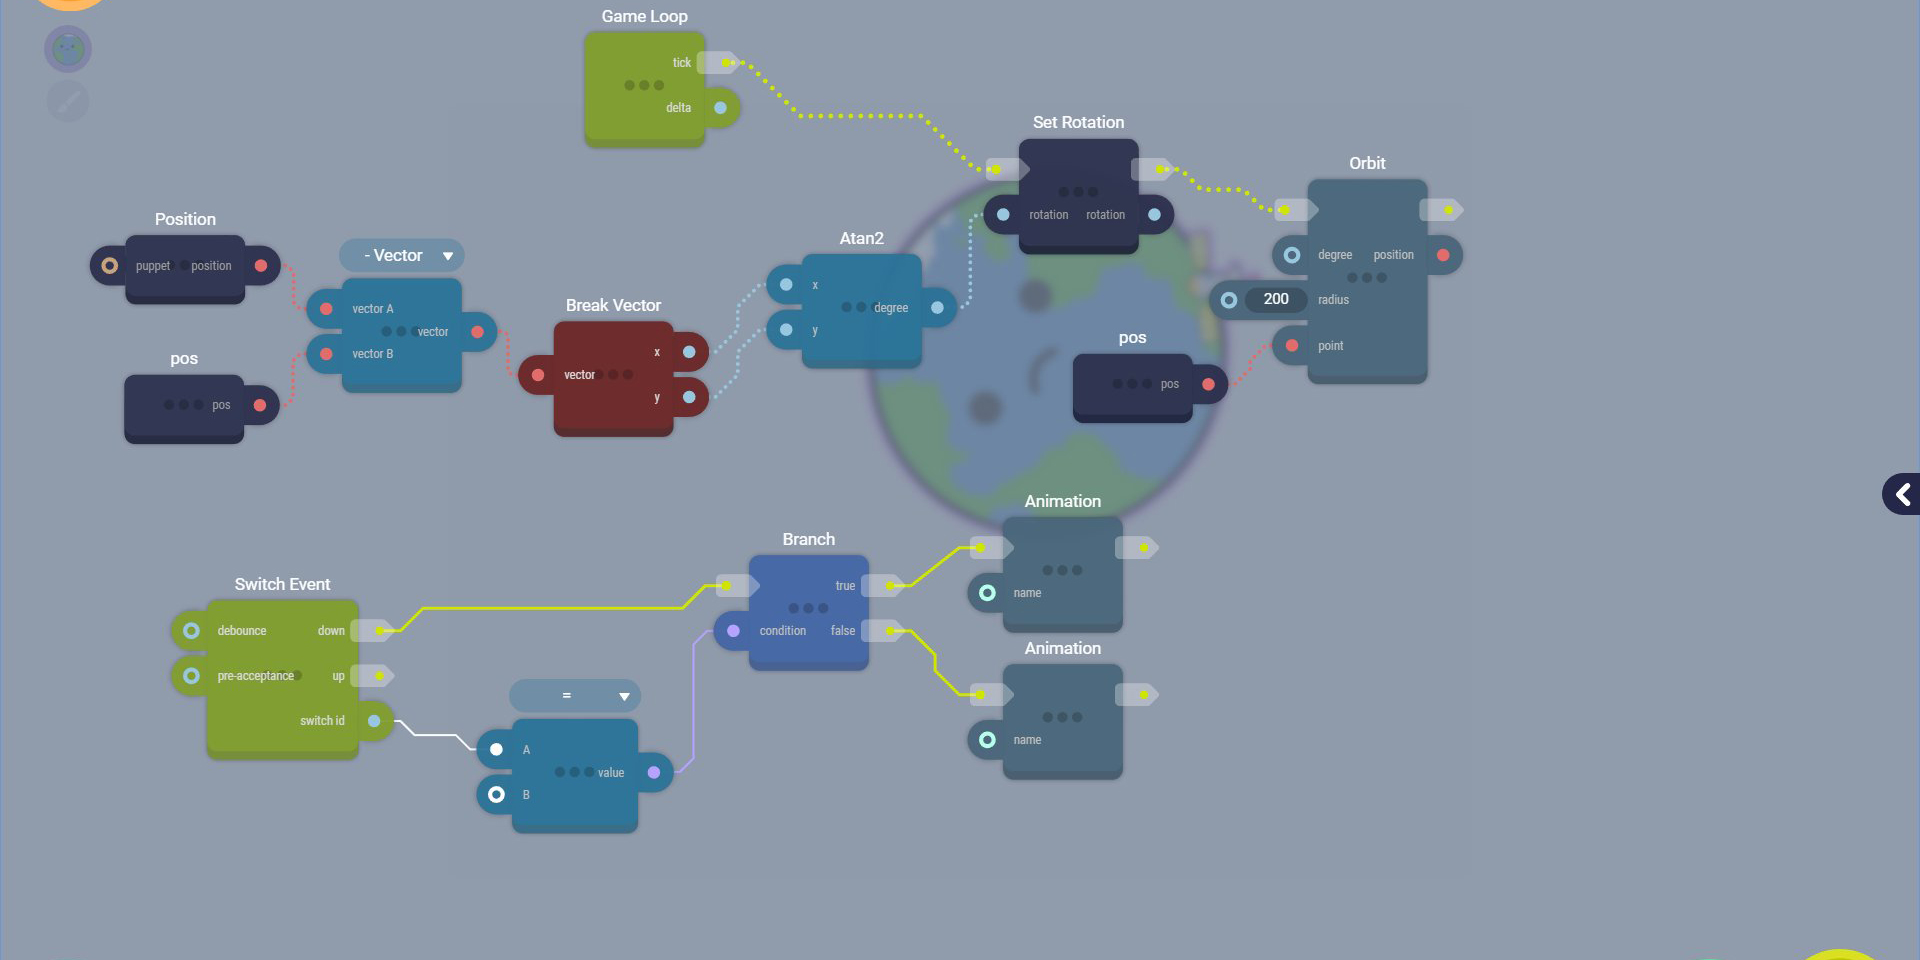 Game Loop
tick
delta
Set Rotation
rotation rotation
Orbit
degree position
200 radius
point
Position
puppet position
- Vector
vector A
vector
vector B
pos
pos
Break Vector
x
vector
y
Atan2
x
degree
y
pos
pos
Animation
name
Branch
true
condition false
Switch Event
debounce down
pre-acceptance up
switch id
Animation
name
=
A
value
B